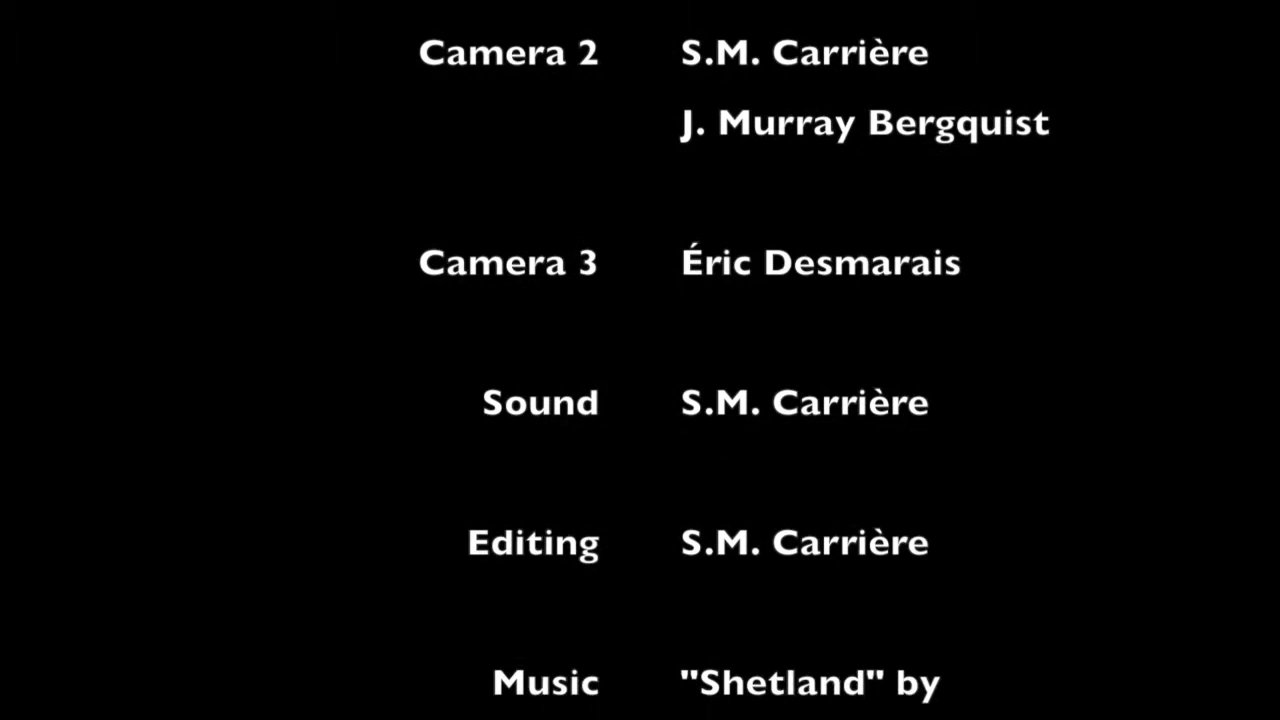 Camera 2 S.M. Carrière
J. Murray Bergquist
Camera 3 Éric Desmarais
Sound S.M. Carrière
Editing S.M. Carrière
Music "Shetland" by